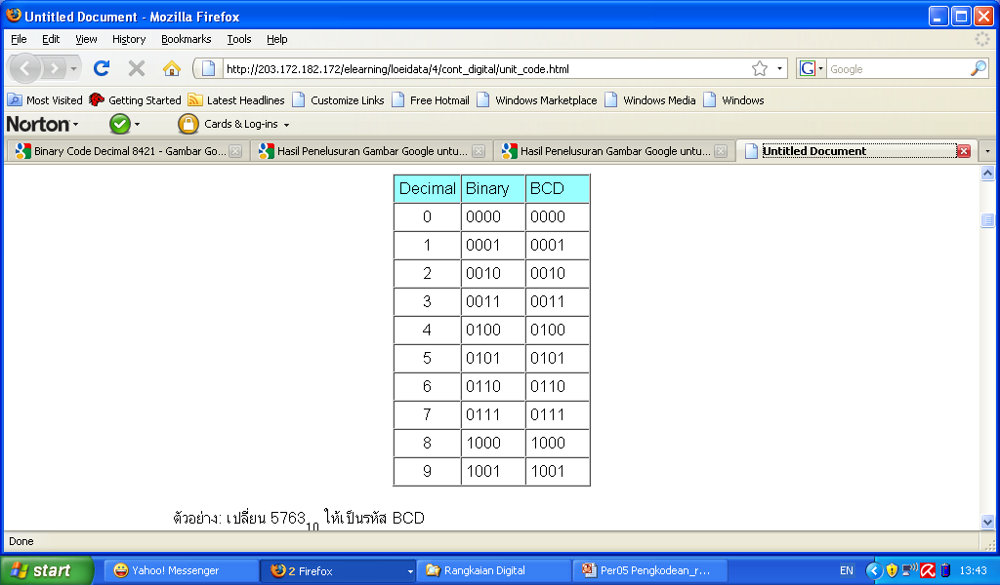 Untitled Document - Mozilla Firefox
File Edit View History Bookmarks Tools Help
http://203.172.182.172/elearning/loeidata/4/cont_digital/unit_code.html G Google
Most Visited Getting Started Latest Headlines Customize Links Free Hotmail Windows Marketplace Windows Media Windows
Norton Cards & Log-ins
Binary Code Decimal 8421 - Gambar Go... Hasil Penelusuran Gambar Google untu... Hasil Penelusuran Gambar Google untu... Untitled Document
Decimal Binary BCD
0 0000 0000
1 0001 0001
2 0010 0010
3 0011 0011
4 0100 0100
5 0101 0101
6 0110 0110
7 0111 0111
8 1000 1000
9 1001 1001
ตัวอย่าง: เปลี่ยน 5763₁₀ ให้เป็นรหัส BCD
Done
start Yahoo! Messenger 2 Firefox Rangkaian Digital Per05 Pengkodean_r... EN 13:43